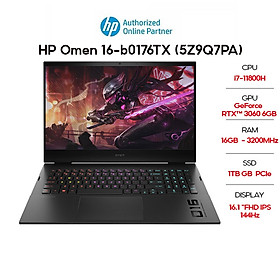 hp
Authorized
Online Partner
HP Omen 16-b0176TX (5Z9Q7PA)
CPU
i7-11800H
GPU
GeForce
RTX™ 3060 6GB
RAM
16GB - 3200MHz
SSD
1TB GB PCIe
DISPLAY
16.1 "FHD IPS
144Hz